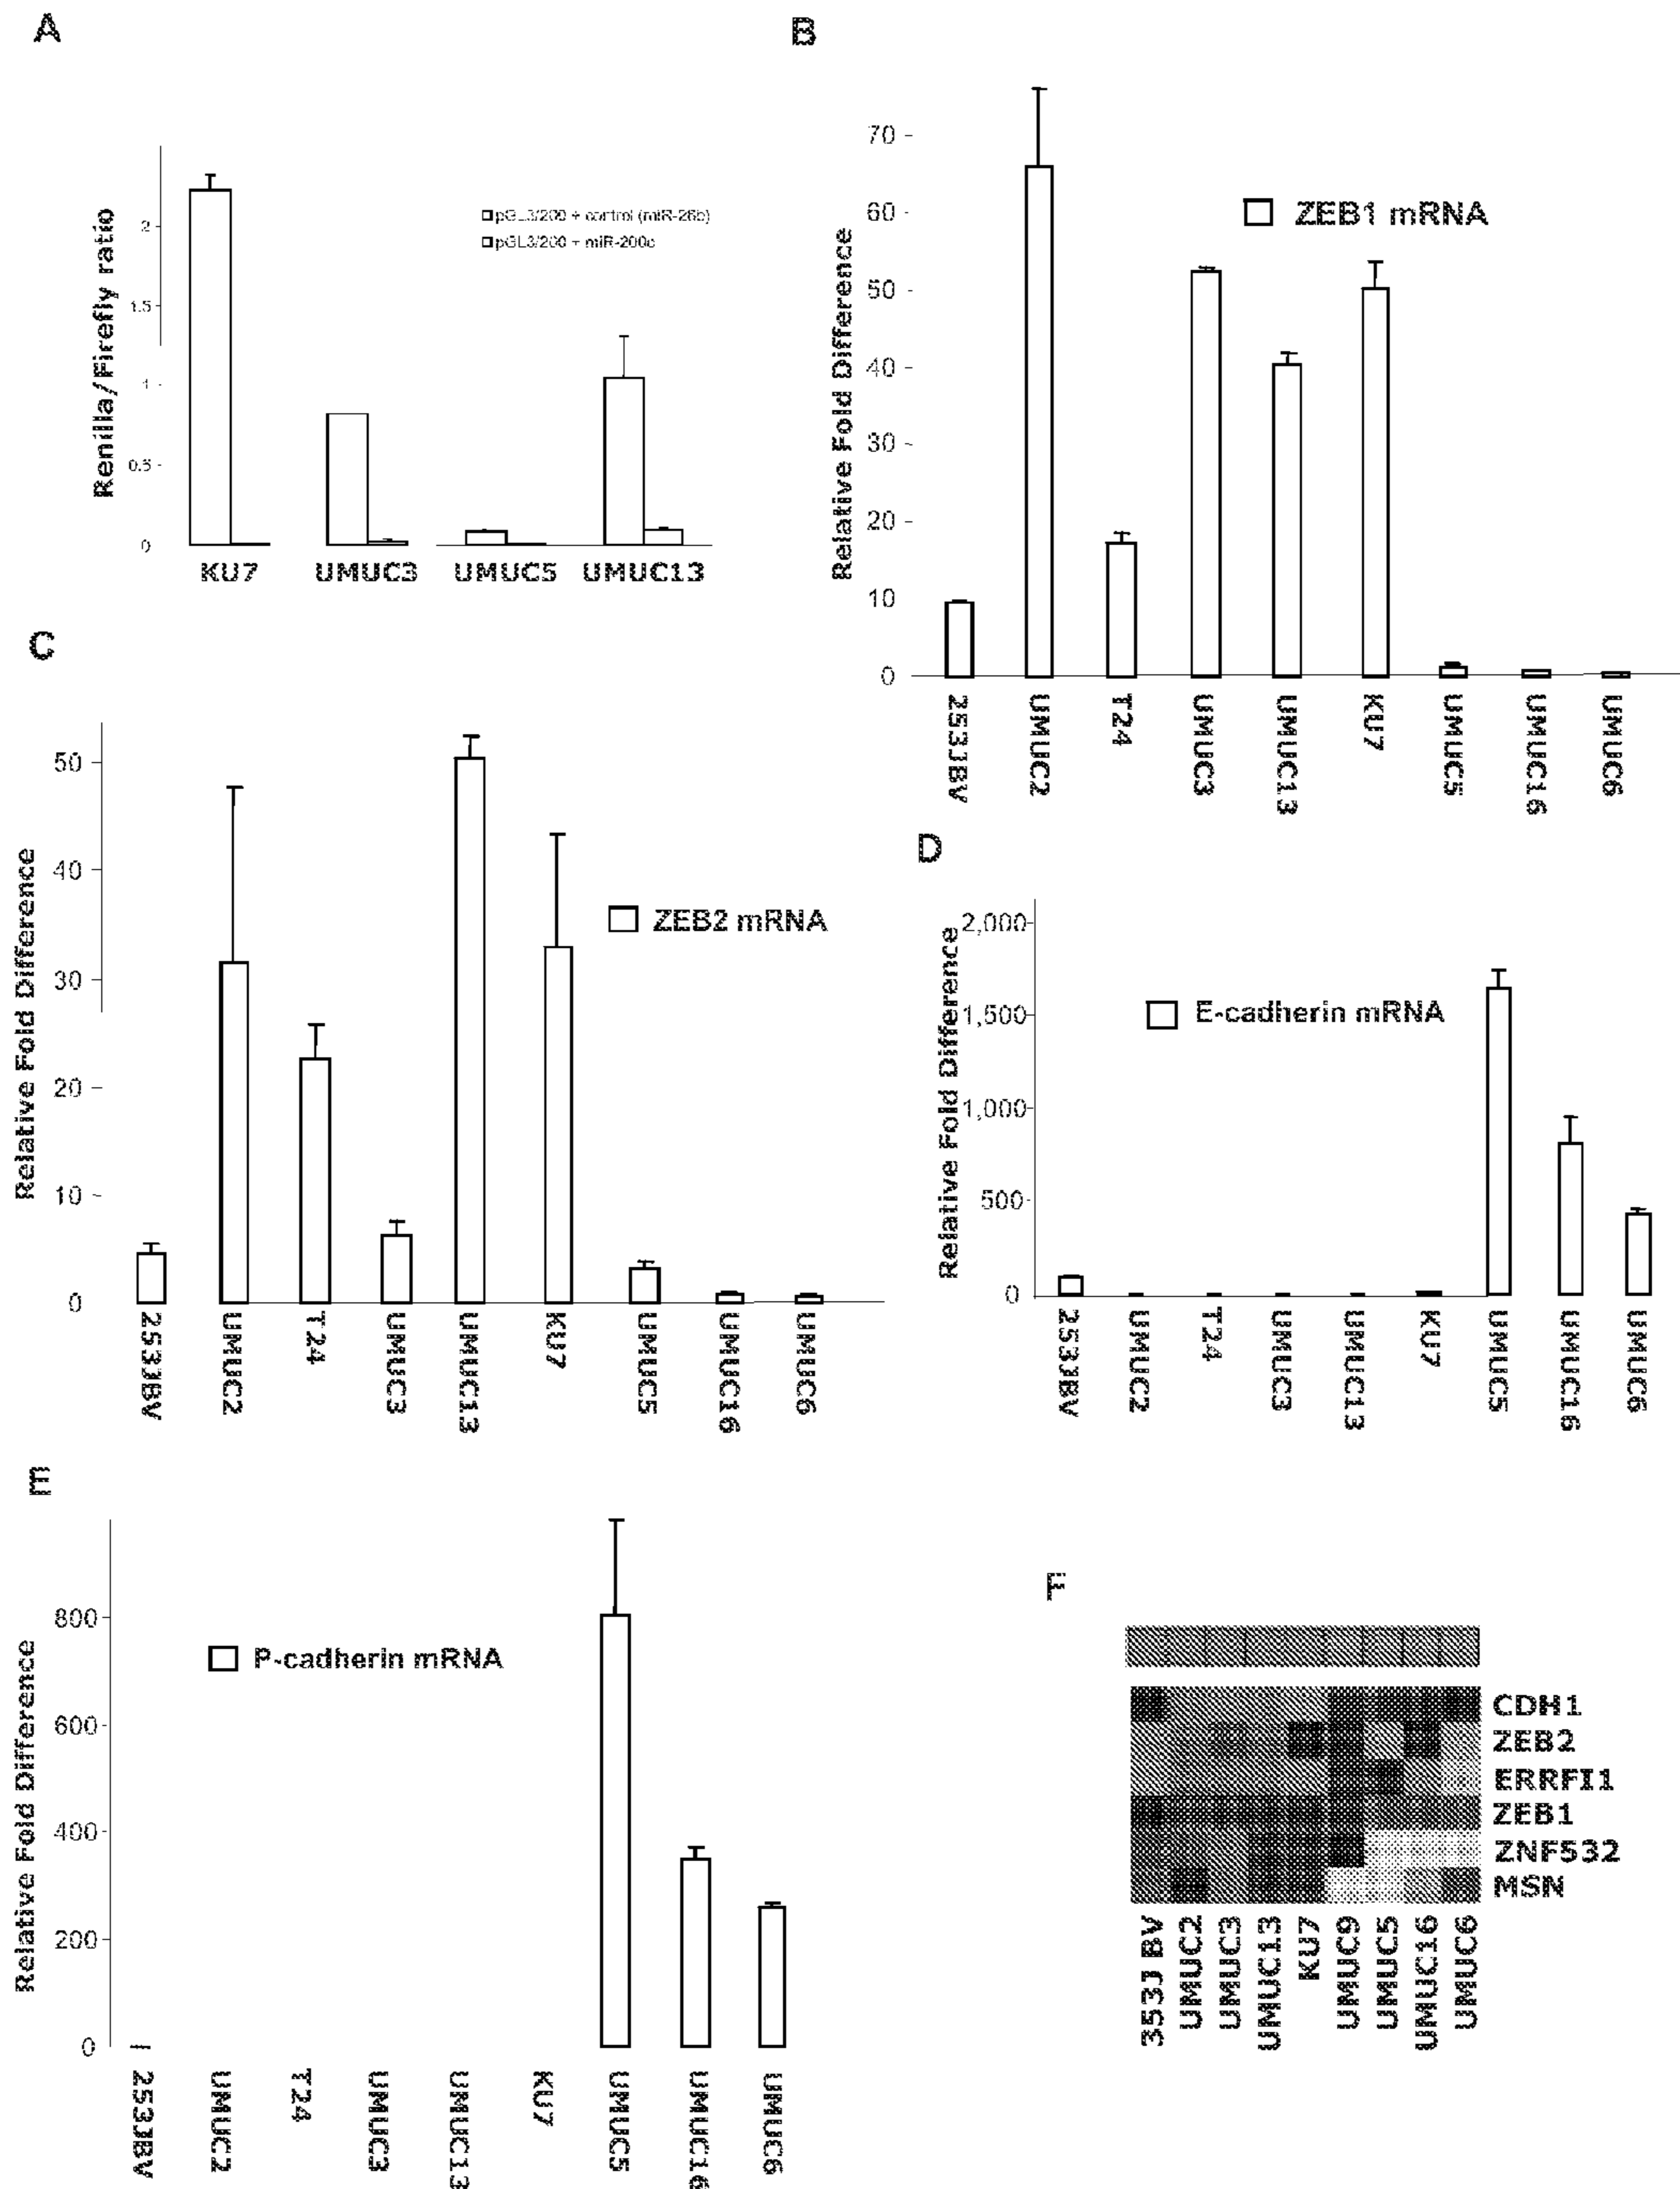 A
Renilla/Firefly ratio
2
1.5
1
0.5
0
pGL3/200 + control (miR-26b)
pGL3/200 + miR-200c
KU7 UMUC3 UMUC5 UMUC13
B
Relative Fold Difference
70
60
50
40
30
20
10
0
ZEB1 mRNA
253JBV UMUC2 T24 UMUC3 UMUC13 KU7 UMUC5 UMUC16 UMUC6
C
Relative Fold Difference
50
40
30
20
10
0
ZEB2 mRNA
253JBV UMUC2 T24 UMUC3 UMUC13 KU7 UMUC5 UMUC16 UMUC6
D
Relative Fold Difference
2,000
1,500
1,000
500
0
E-cadherin mRNA
253JBV UMUC2 T24 UMUC3 UMUC13 KU7 UMUC5 UMUC16 UMUC6
E
Relative Fold Difference
800
600
400
200
0
P-cadherin mRNA
253JBV UMUC2 T24 UMUC3 UMUC13 KU7 UMUC5 UMUC16 UMUC6
F
CDH1
ZEB2
ERRFI1
ZEB1
ZNF532
MSN
353J BV UMUC2 UMUC3 UMUC13 KU7 UMUC9 UMUC5 UMUC16 UMUC6